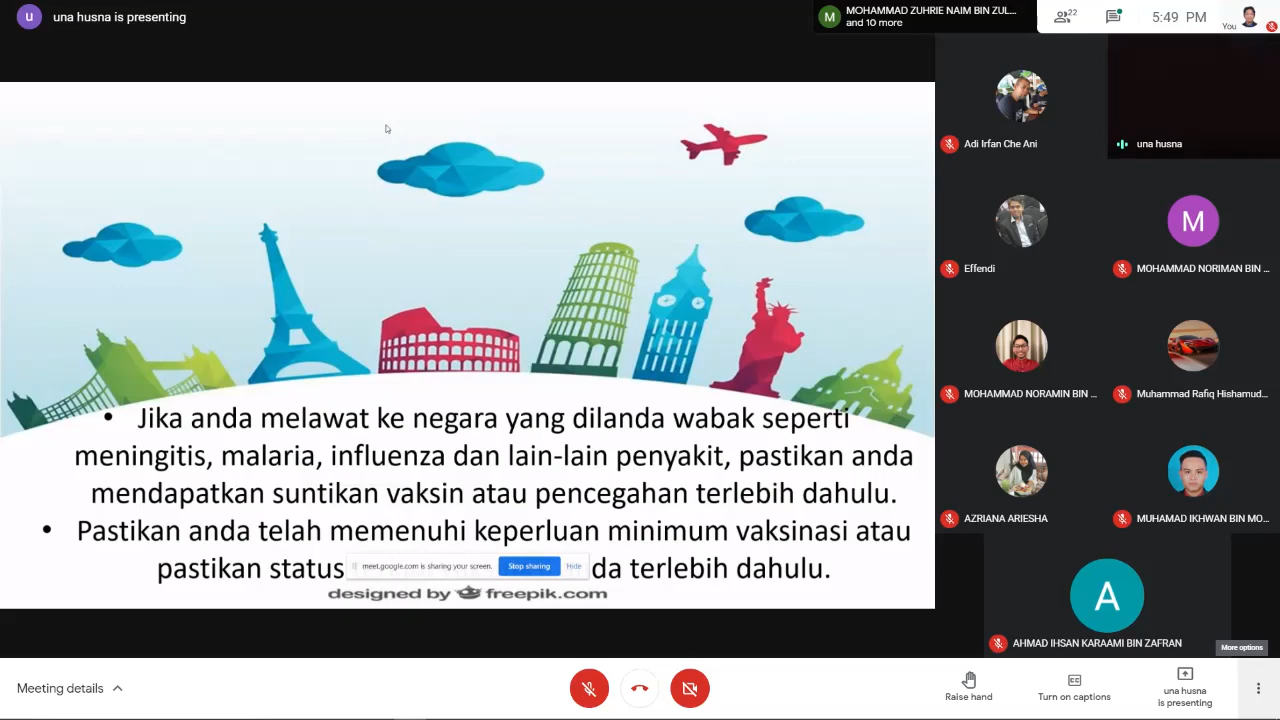 u
una husna is presenting
M
MOHAMMAD ZUHRIE NAIM BIN ZUL...
and 10 more
22
5:49 PM
You
Adi Irfan Che Ani
una husna
Effendi
M
MOHAMMAD NORIMAN BIN ...
MOHAMMAD NORAMIN BIN ...
Muhammad Rafiq Hishamud...
AZRIANA ARIESHA
MUHAMAD IKHWAN BIN MO...
A
AHMAD IHSAN KARAAMI BIN ZAFRAN
More options
• Jika anda melawat ke negara yang dilanda wabak seperti
meningitis, malaria, influenza dan lain-lain penyakit, pastikan anda
mendapatkan suntikan vaksin atau pencegahan terlebih dahulu.
• Pastikan anda telah memenuhi keperluan minimum vaksinasi atau
pastikan status da terlebih dahulu.
meet.google.com is sharing your screen.
Stop sharing
Hide
designed by freepik.com
Meeting details
Raise hand
CC
Turn on captions
una husna
is presenting